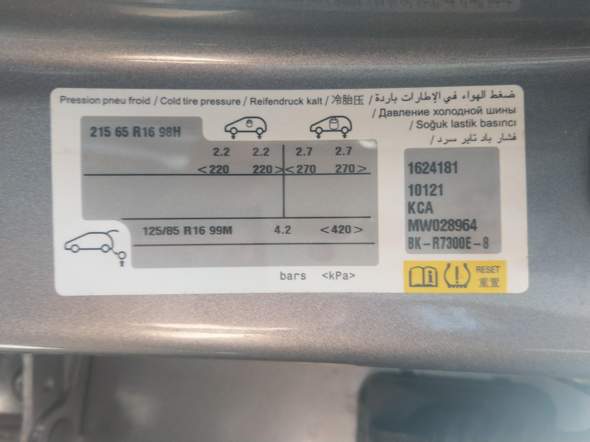 Pression pneu froid / Cold tire pressure / Reifendruck kalt / 冷胎压 / ضغط الهواء في الإطارات باردة
/ Давление холодной шины
/ Soğuk lastik basıncı
فشار باد تایر سرد /
215 65 R16 98H
2.2 2.2 2.7 2.7
<220 220> <270 270>
125/85 R16 99M 4.2 <420>
bars <kPa>
1624181
10121
KCA
MW028964
BK-R7300E-8
RESET
重置